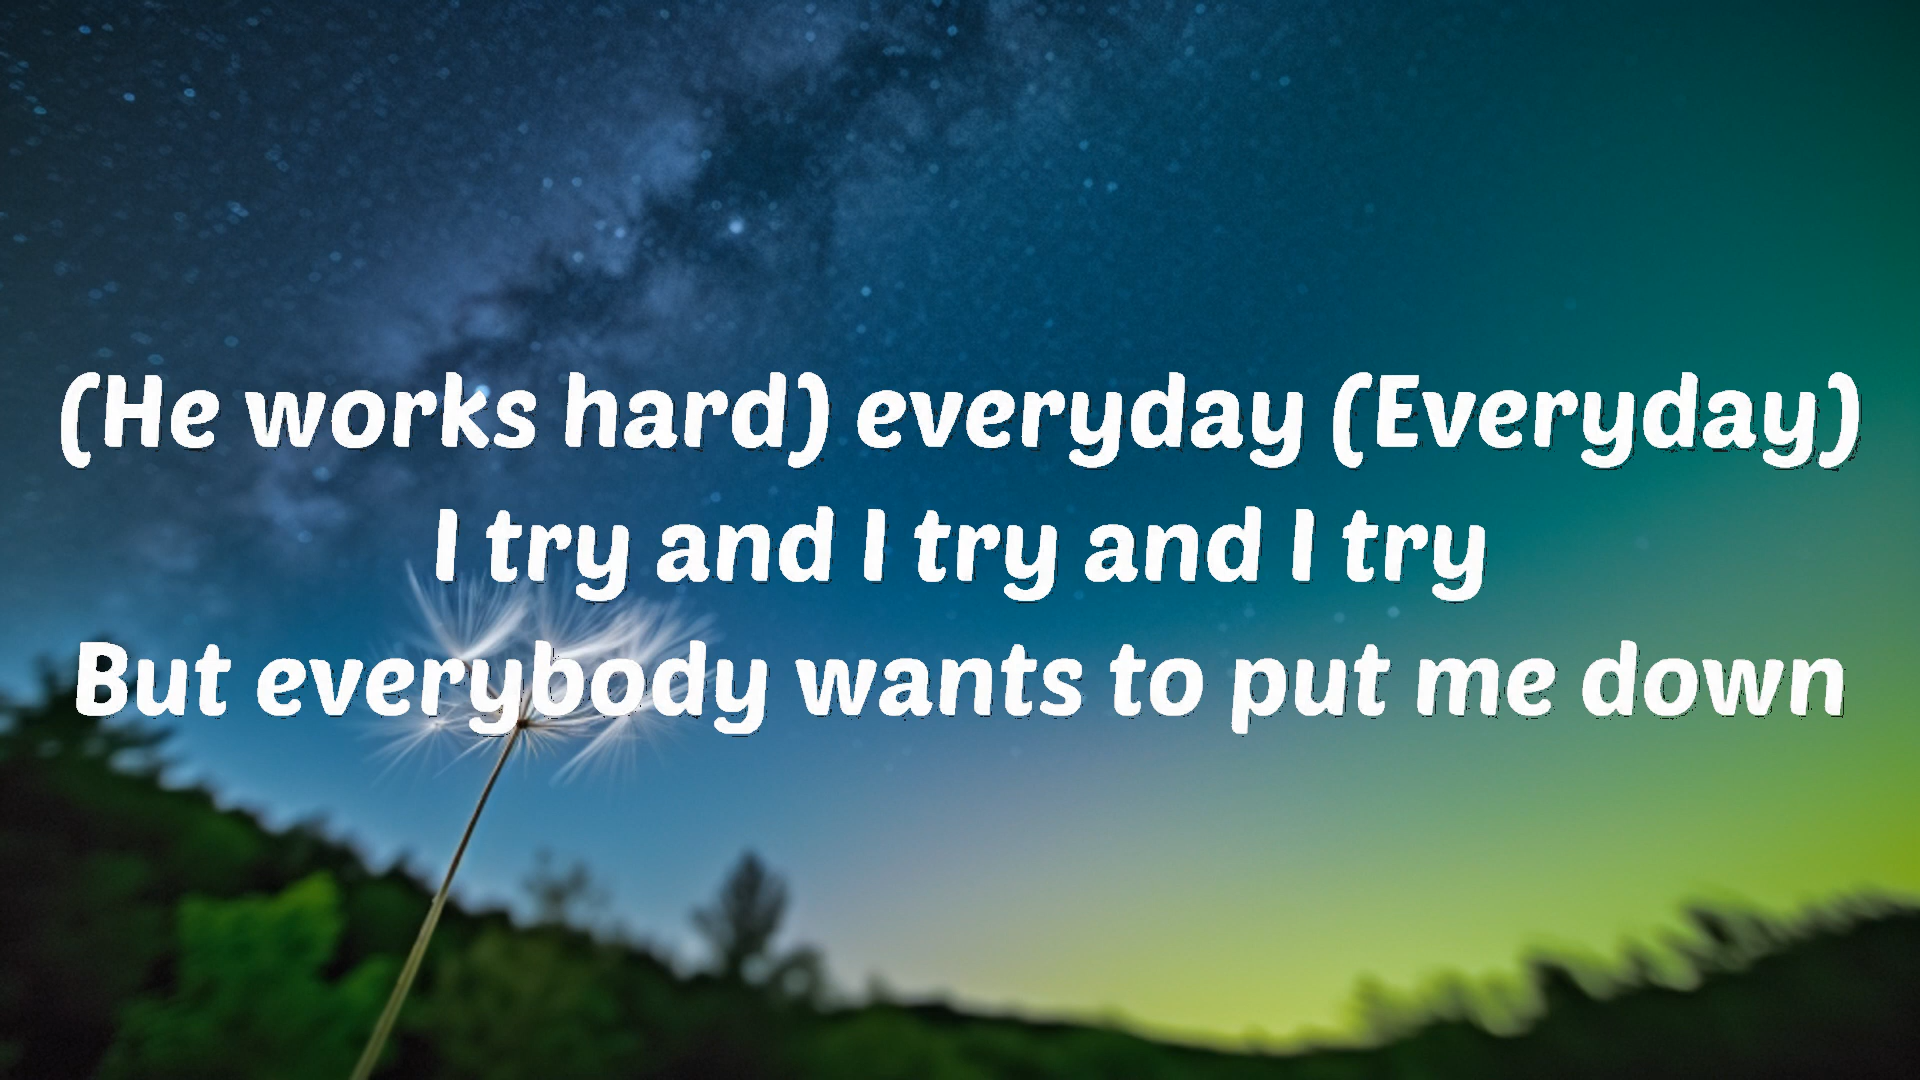 (He works hard) everyday (Everyday)
I try and I try and I try
But everybody wants to put me down